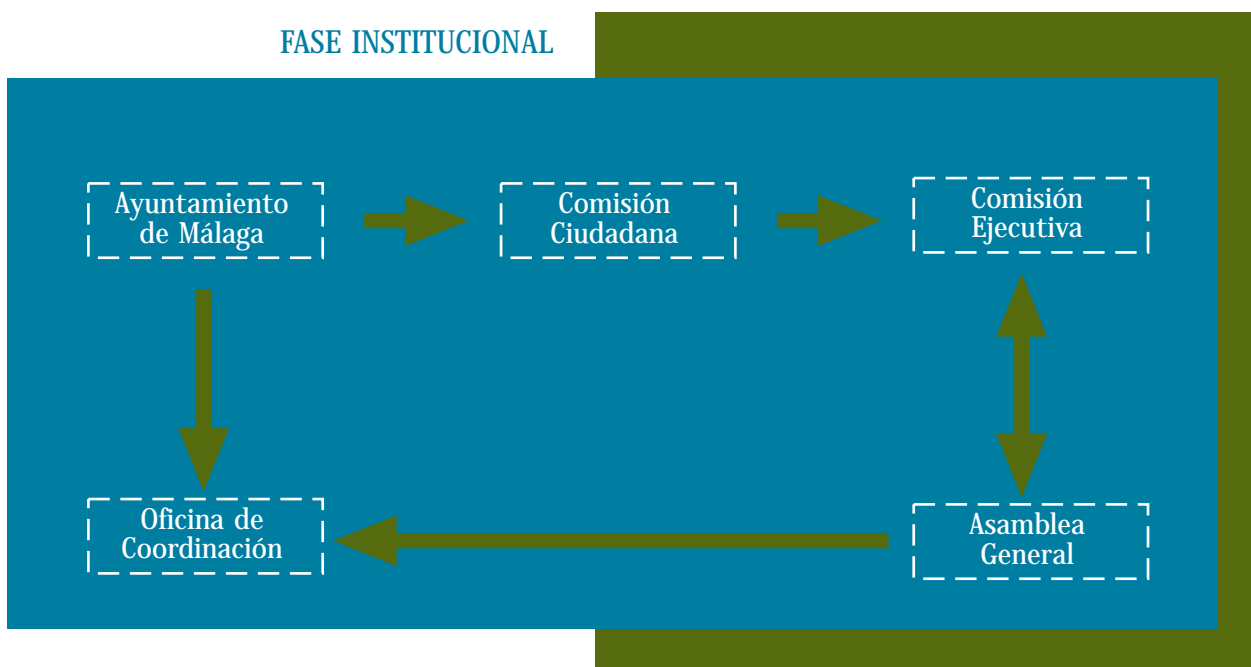 FASE INSTITUCIONAL
Ayuntamiento
de Málaga
Comisión
Ciudadana
Comisión
Ejecutiva
Oficina de
Coordinación
Asamblea
General